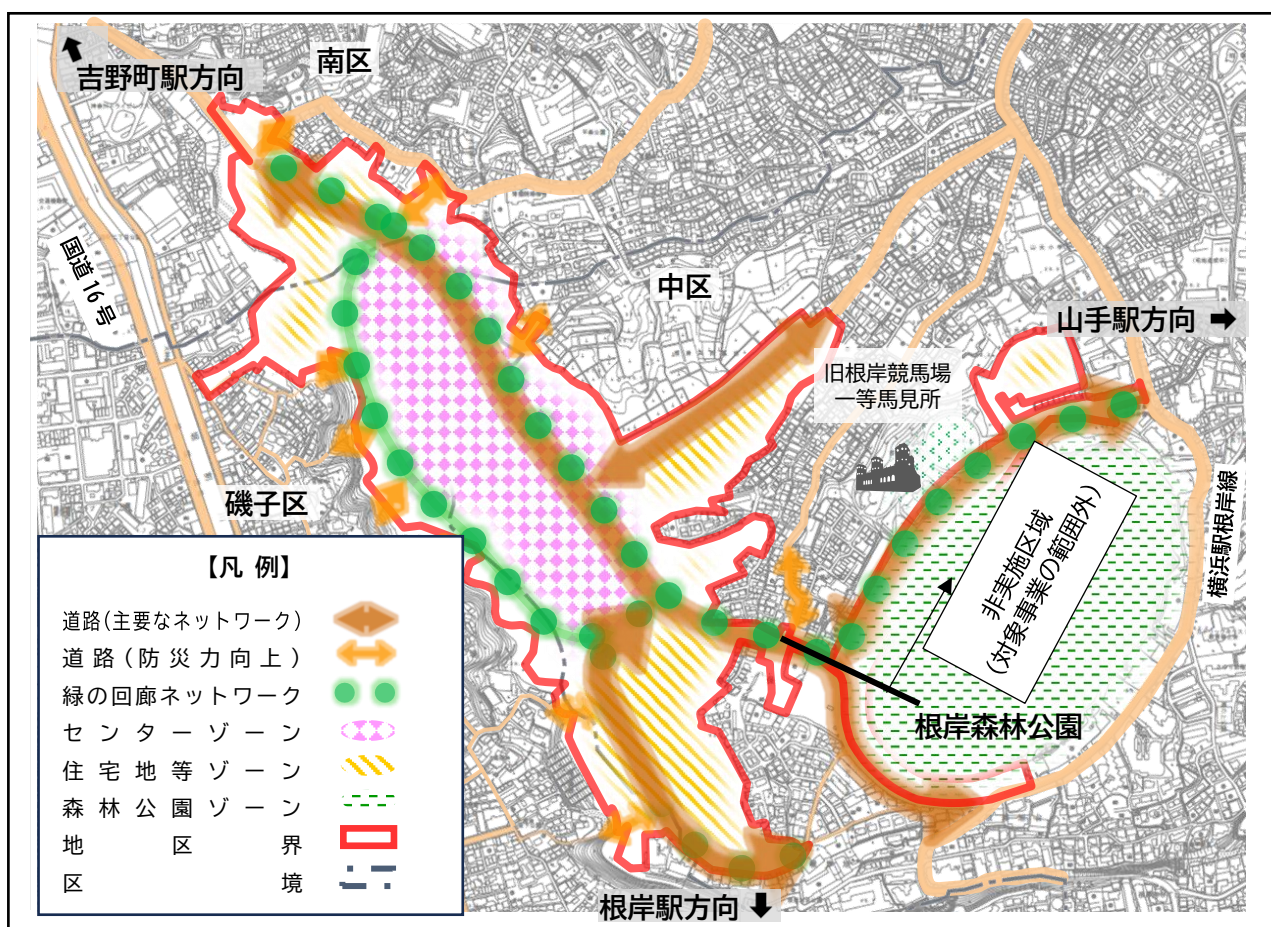 南区
吉野町駅方向
国道16号
中区
山手駅方向
旧根岸競馬場
一等馬見所
磯子区
横浜駅根岸線
非実施区域
(対象事業の範囲外)
根岸森林公園
根岸駅方向
【凡 例】
道路(主要なネットワーク)
道路(防災力向上)
緑の回廊ネットワーク
センターゾーン
住宅地等ゾーン
森林公園ゾーン
地区界
区境